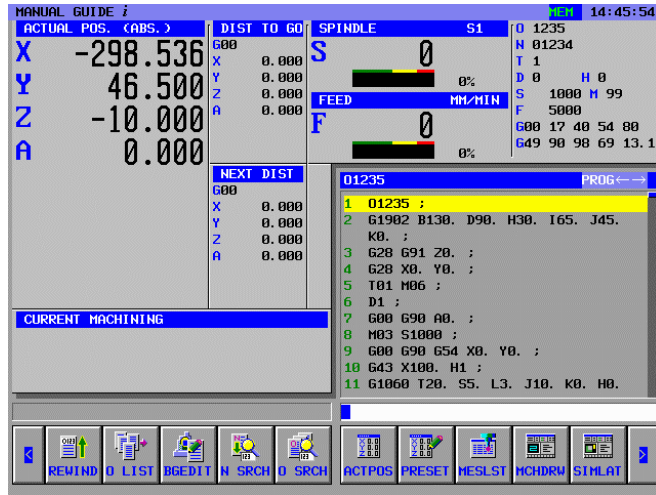 MANUAL GUIDE i MEM 14:45:54
ACTUAL POS. (ABS.)
X -298.536
Y 46.500
Z -10.000
A 0.000
DIST TO GO
G00
X 0.000
Y 0.000
Z 0.000
A 0.000
SPINDLE S1
S 0
0%
FEED MM/MIN
F 0
0%
O 1235
N 01234
T 1
D 0 H 0
S 1000 M 99
F 5000
G00 17 40 54 80
G49 90 98 69 13.1
NEXT DIST
G00
X 0.000
Y 0.000
Z 0.000
A 0.000
CURRENT MACHINING
O1235 PROG←→
1 O1235 ;
2 G1902 B130. D90. H30. I65. J45.
K0. ;
3 G28 G91 Z0. ;
4 G28 X0. Y0. ;
5 T01 M06 ;
6 D1 ;
7 G00 G90 A0. ;
8 M03 S1000 ;
9 G00 G90 G54 X0. Y0. ;
10 G43 X100. H1 ;
11 G1060 T20. S5. L3. J10. K0. H0.
REWIND O LIST BGEDIT N SRCH O SRCH ACTPOS PRESET MESLST MCHDRW SIMLAT